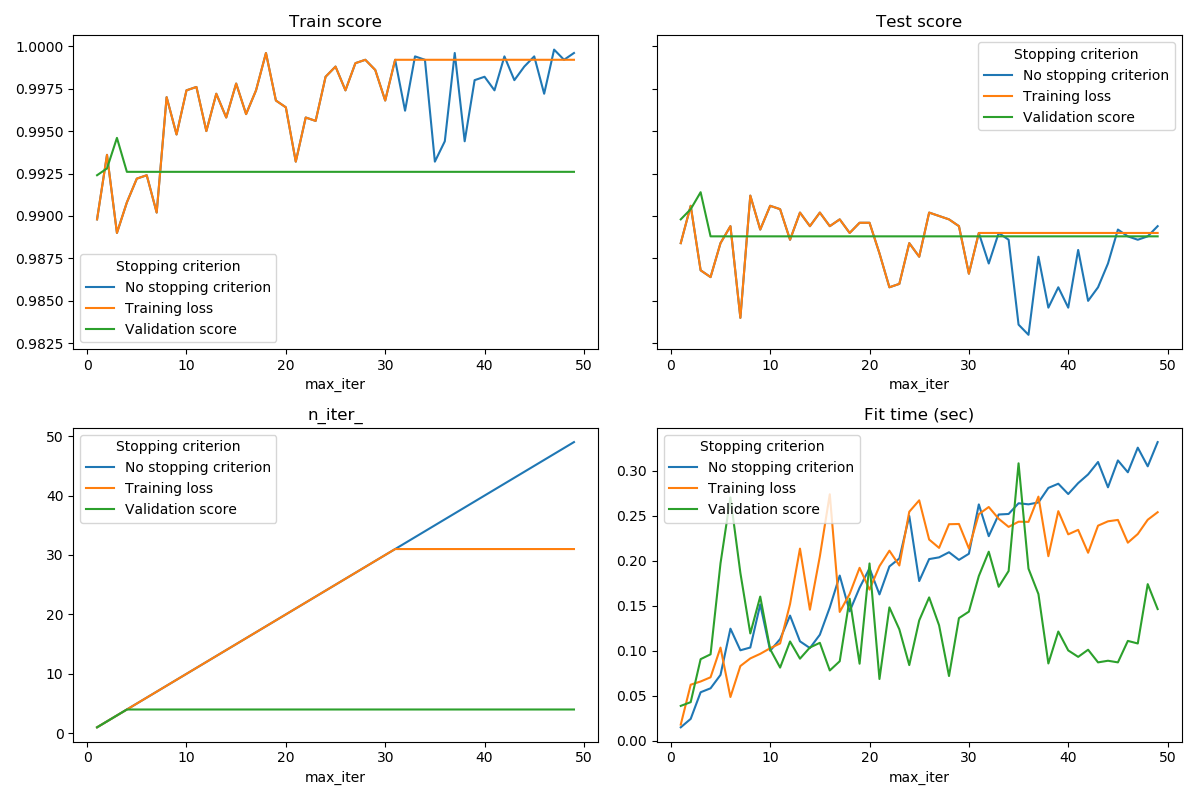 Train score
1.0000
0.9975
0.9950
0.9925
0.9900
0.9875
0.9850
0.9825
Stopping criterion
No stopping criterion
Training loss
Validation score
0 10 20 30 40 50
max_iter
Test score
Stopping criterion
No stopping criterion
Training loss
Validation score
0 10 20 30 40 50
max_iter
n_iter_
50
40
30
20
10
0
Stopping criterion
No stopping criterion
Training loss
Validation score
0 10 20 30 40 50
max_iter
Fit time (sec)
0.30
0.25
0.20
0.15
0.10
0.05
0.00
Stopping criterion
No stopping criterion
Training loss
Validation score
0 10 20 30 40 50
max_iter